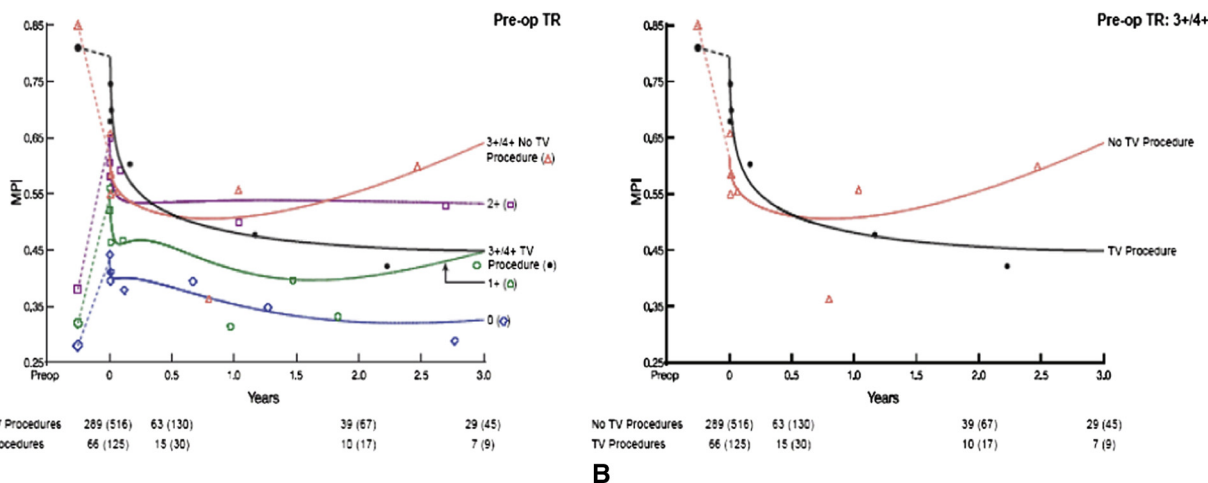 Pre-op TR
0.85
0.75
0.65
0.55
0.45
0.35
0.25
MPI
3+/4+ No TV
Procedure (△)
2+ (□)
3+/4+ TV
Procedure (●)
1+ (○)
0 (◇)
Preop 0 0.5 1.0 1.5 2.0 2.5 3.0
Years
Procedures 289 (516) 63 (130) 39 (67) 29 (45)
66 (125) 15 (30) 10 (17) 7 (9)
Pre-op TR: 3+/4+
0.85
0.75
0.65
0.55
0.45
0.35
0.25
MPI
No TV Procedure
TV Procedure
Preop 0 0.5 1.0 1.5 2.0 2.5 3.0
Years
No TV Procedures 289 (516) 63 (130) 39 (67) 29 (45)
TV Procedures 66 (125) 15 (30) 10 (17) 7 (9)
B